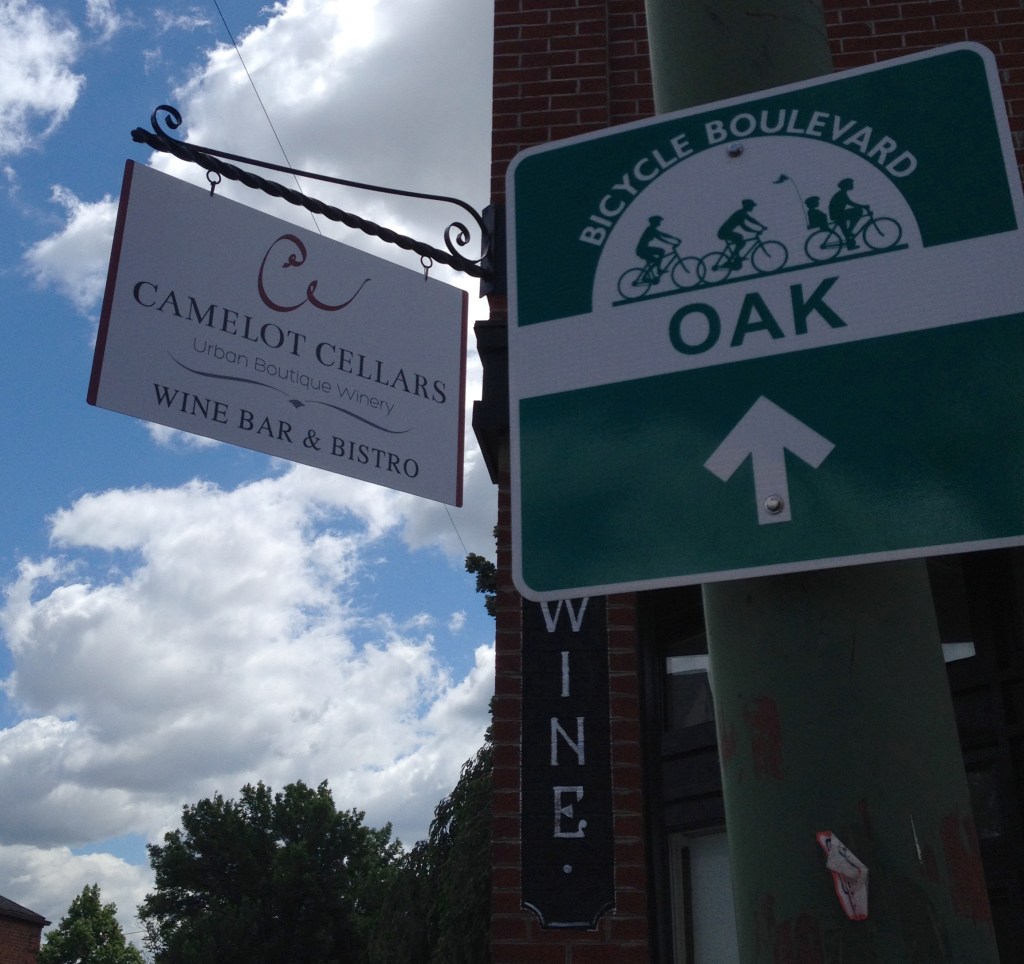 CAMELOT CELLARS
Urban Boutique Winery
WINE BAR & BISTRO
BICYCLE BOULEVARD
OAK
WINE